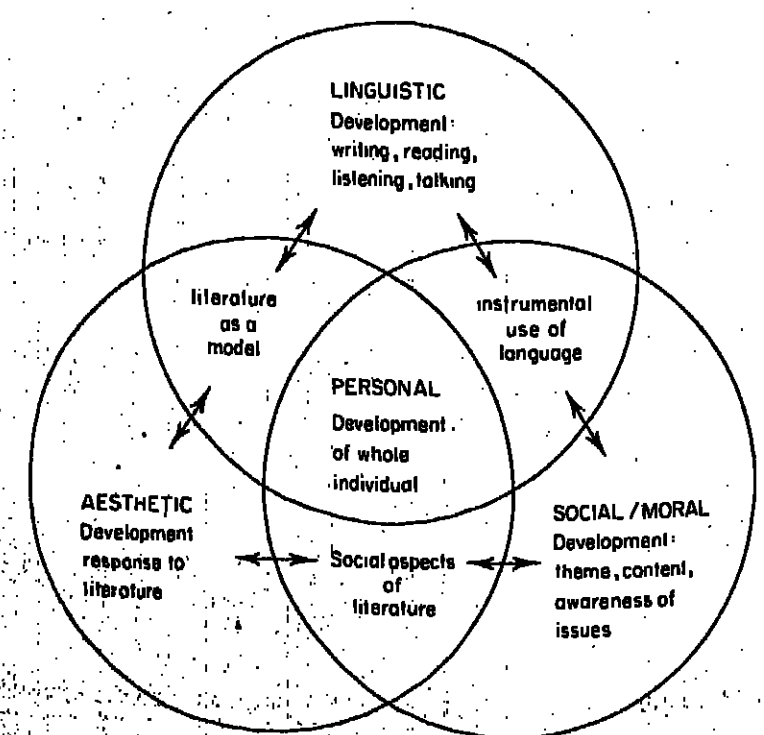 LINGUISTIC
Development:
writing, reading,
listening, talking
literature
as a
model
instrumental
use of
language
PERSONAL
Development
of whole
individual
AESTHETIC
Development
response to
literature
Social aspects
of
literature
SOCIAL / MORAL
Development:
theme, content,
awareness of
issues